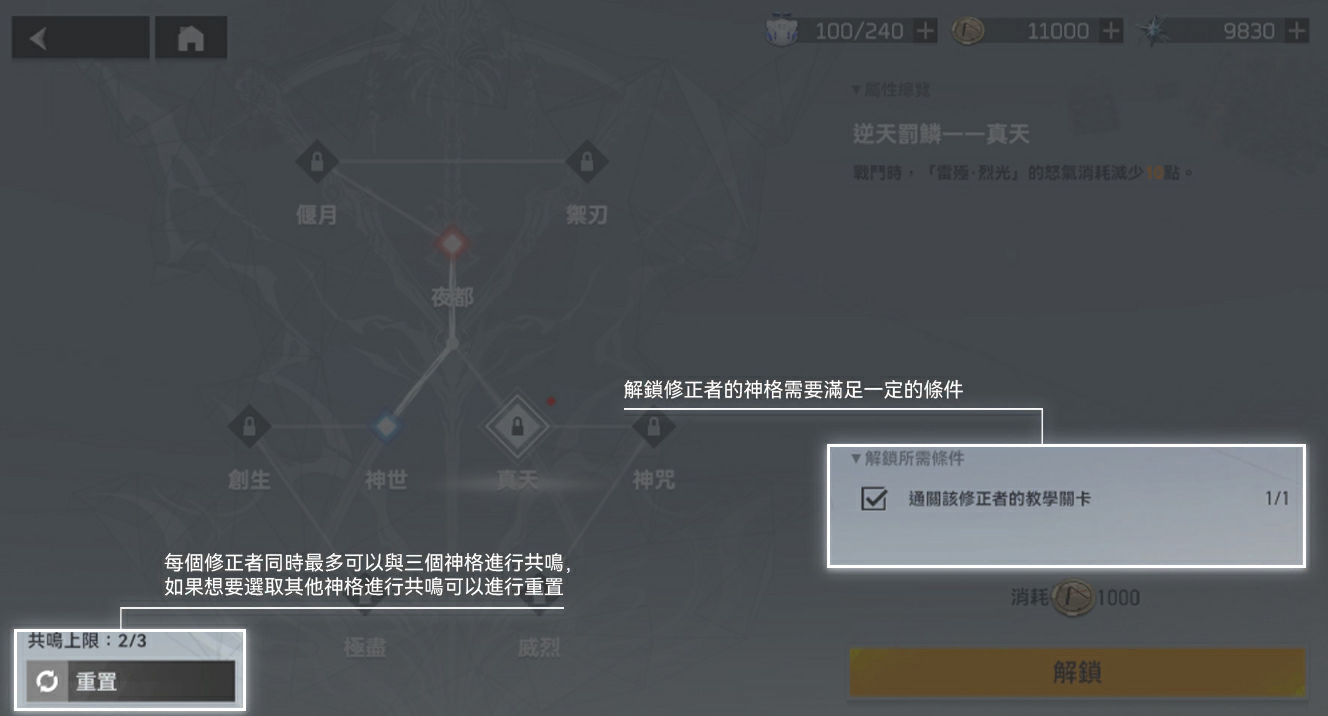 100/240
11000
9830
▼屬性總覽
逆天罰鱗——真天
戰鬥時，「雷殛·烈光」的怒氣消耗減少10點。
偃月
禦刃
夜都
解鎖修正者的神格需要滿足一定的條件
創生
神世
真天
神咒
▼解鎖所需條件
通關該修正者的教學關卡
1/1
每個修正者同時最多可以與三個神格進行共鳴，
如果想要選取其他神格進行共鳴可以進行重置
消耗 1000
共鳴上限：2/3
極盡
威烈
重置
解鎖